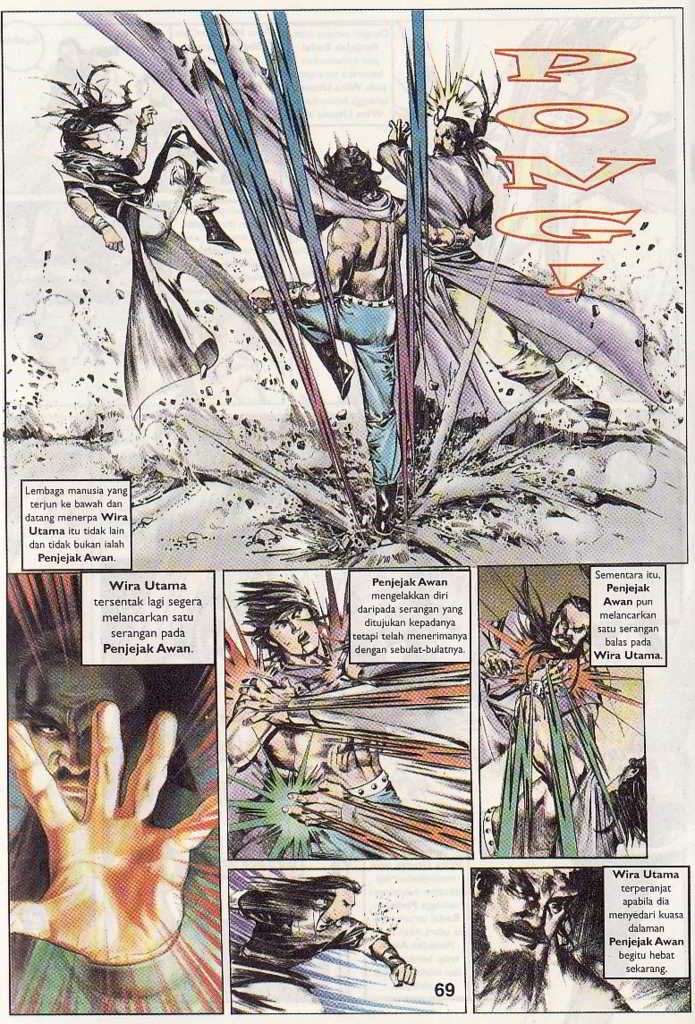 PONG!
Lembaga manusia yang
terjun ke bawah dan
datang menerpa Wira
Utama itu tidak lain
dan tidak bukan ialah
Penjejak Awan.
Wira Utama
tersentak lagi segera
melancarkan satu
serangan pada
Penjejak Awan.
Penjejak Awan
mengelakkan diri
daripada serangan yang
ditujukan kepadanya
tetapi telah menerimanya
dengan sebulat-bulatnya.
Sementara itu,
Penjejak
Awan pun
melancarkan
satu serangan
balas pada
Wira Utama.
69
Wira Utama
terperanjat
apabila dia
menyedari kuasa
dalaman
Penjejak Awan
begitu hebat
sekarang.